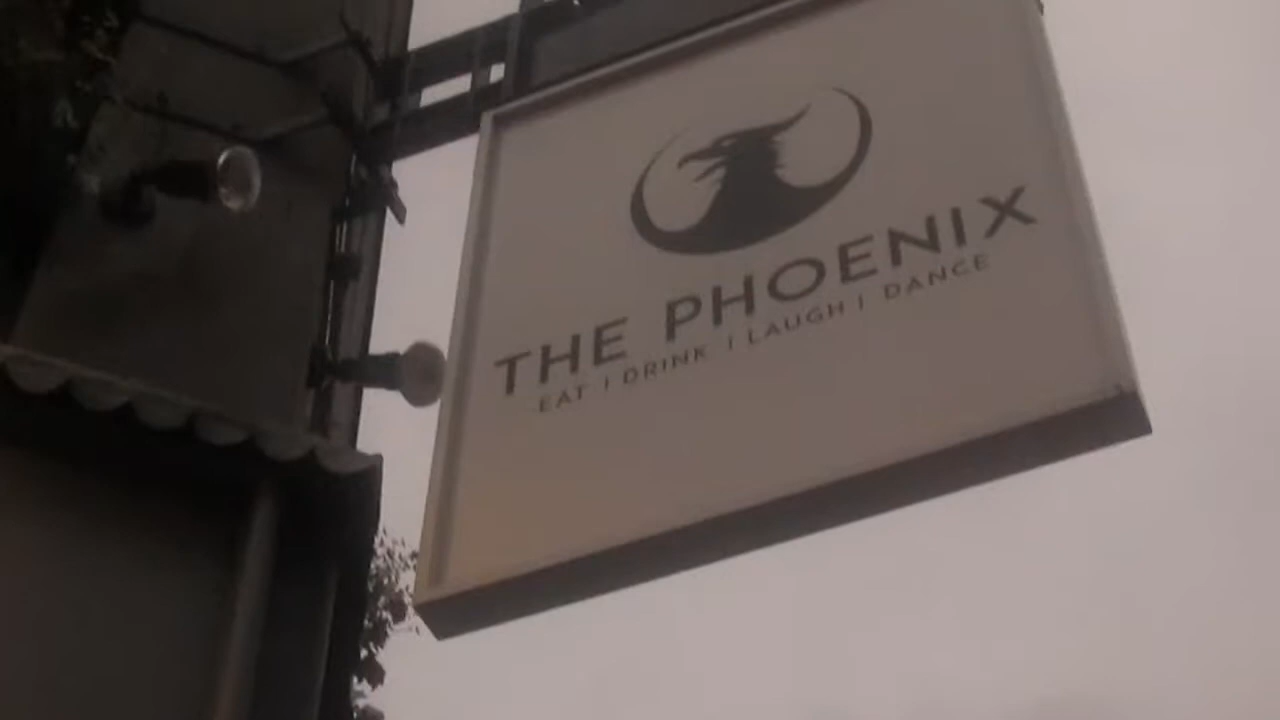 THE PHOENIX
EAT | DRINK | LAUGH | DANCE